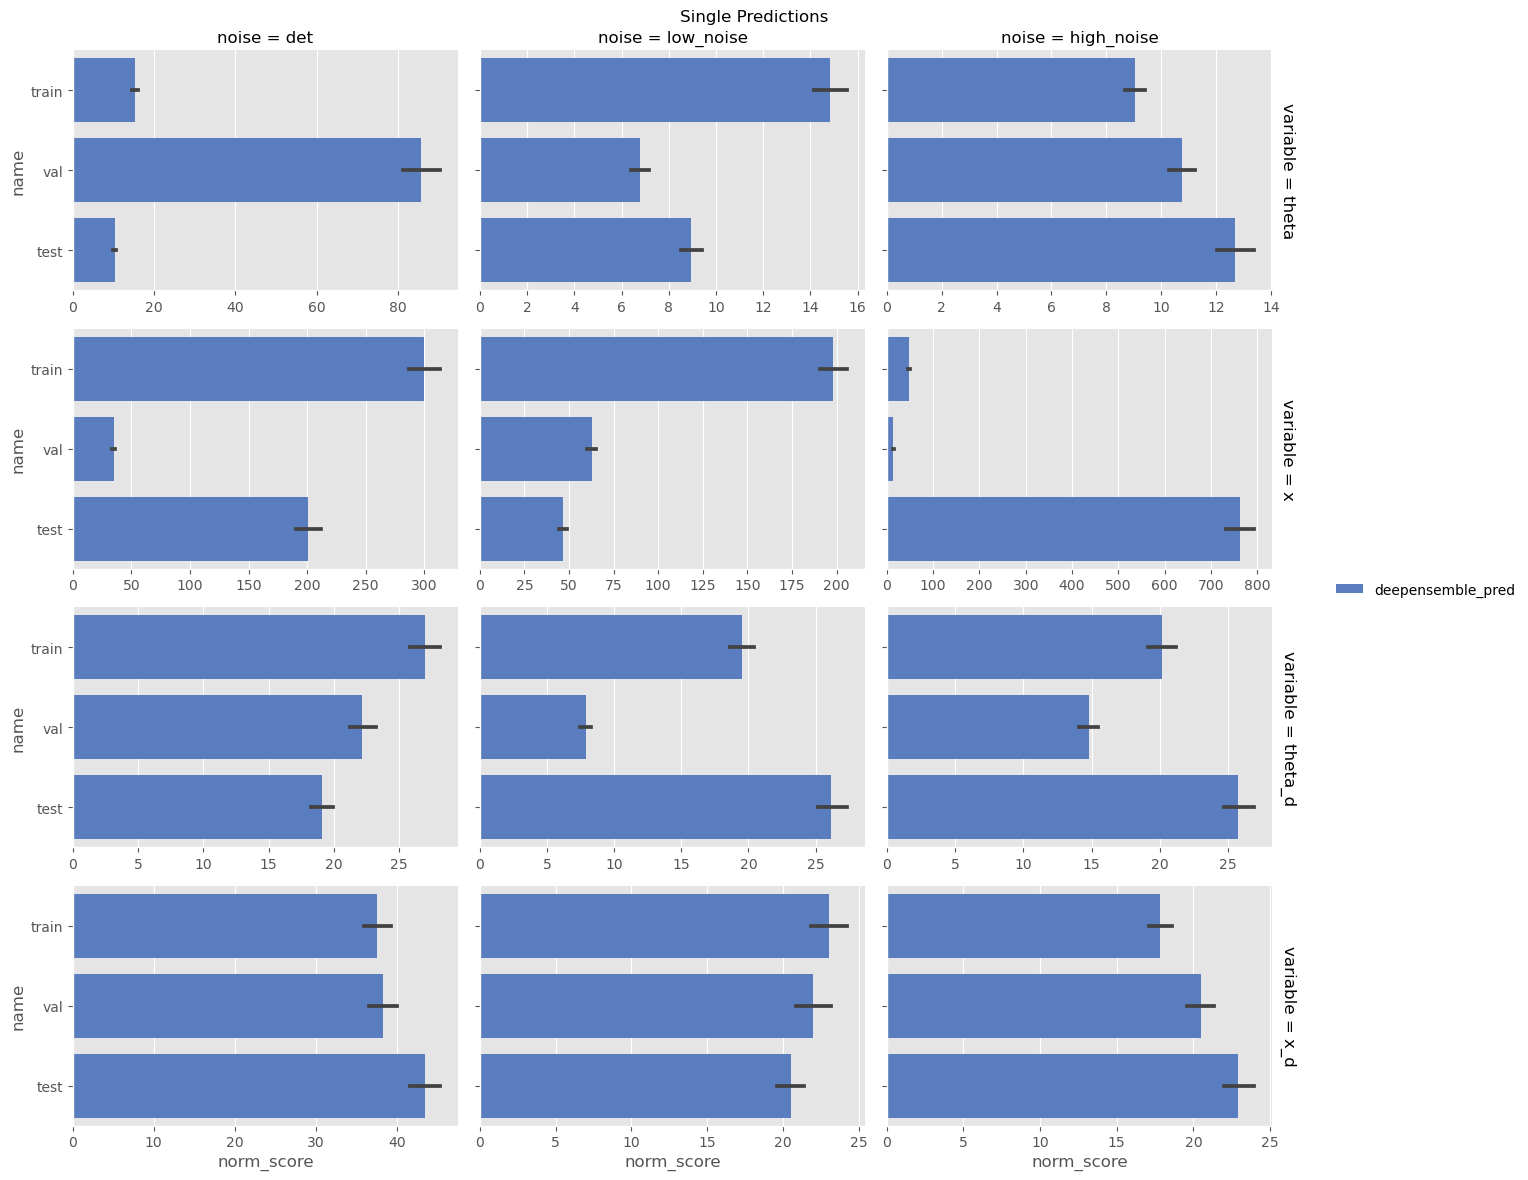 Single Predictions
noise = det
noise = low_noise
noise = high_noise
name
train
val
test
0 20 40 60 80
0 2 4 6 8 10 12 14 16
0 2 4 6 8 10 12 14
variable = theta
name
train
val
test
0 50 100 150 200 250 300
0 25 50 75 100 125 150 175 200
0 100 200 300 400 500 600 700 800
variable = x
deepensemble_pred
name
train
val
test
0 5 10 15 20 25
0 5 10 15 20 25
0 5 10 15 20 25
variable = theta_d
name
train
val
test
0 10 20 30 40
0 5 10 15 20 25
0 5 10 15 20 25
variable = x_d
norm_score
norm_score
norm_score